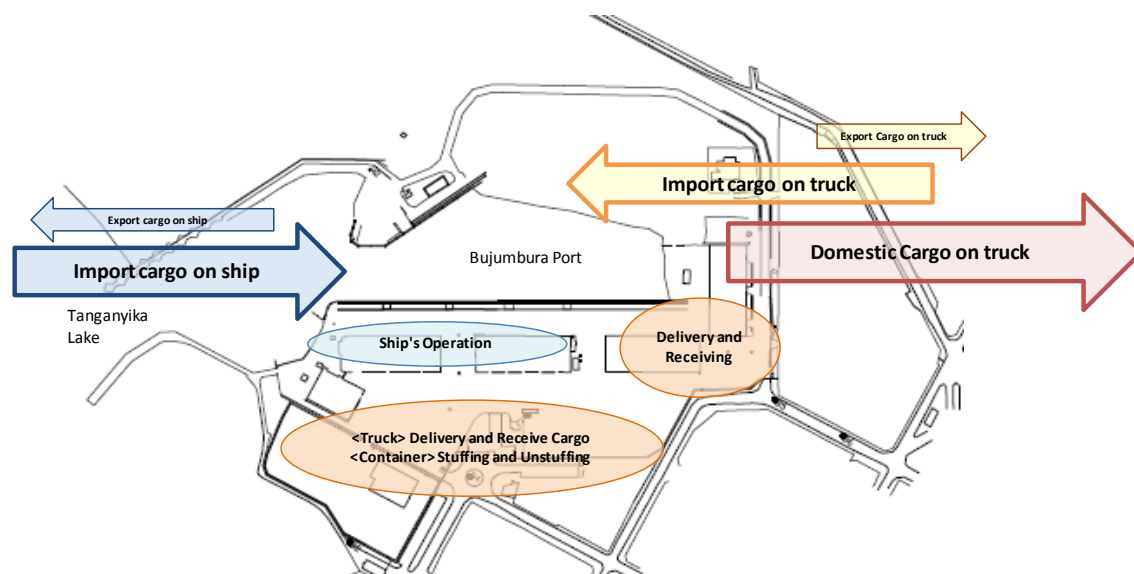 Export Cargo on truck
Import cargo on truck
Export cargo on ship
Domestic Cargo on truck
Import cargo on ship
Bujumbura Port
Tanganyika
Lake
Ship's Operation
Delivery and
Receiving
<Truck> Delivery and Receive Cargo
<Container> Stuffing and Unstuffing